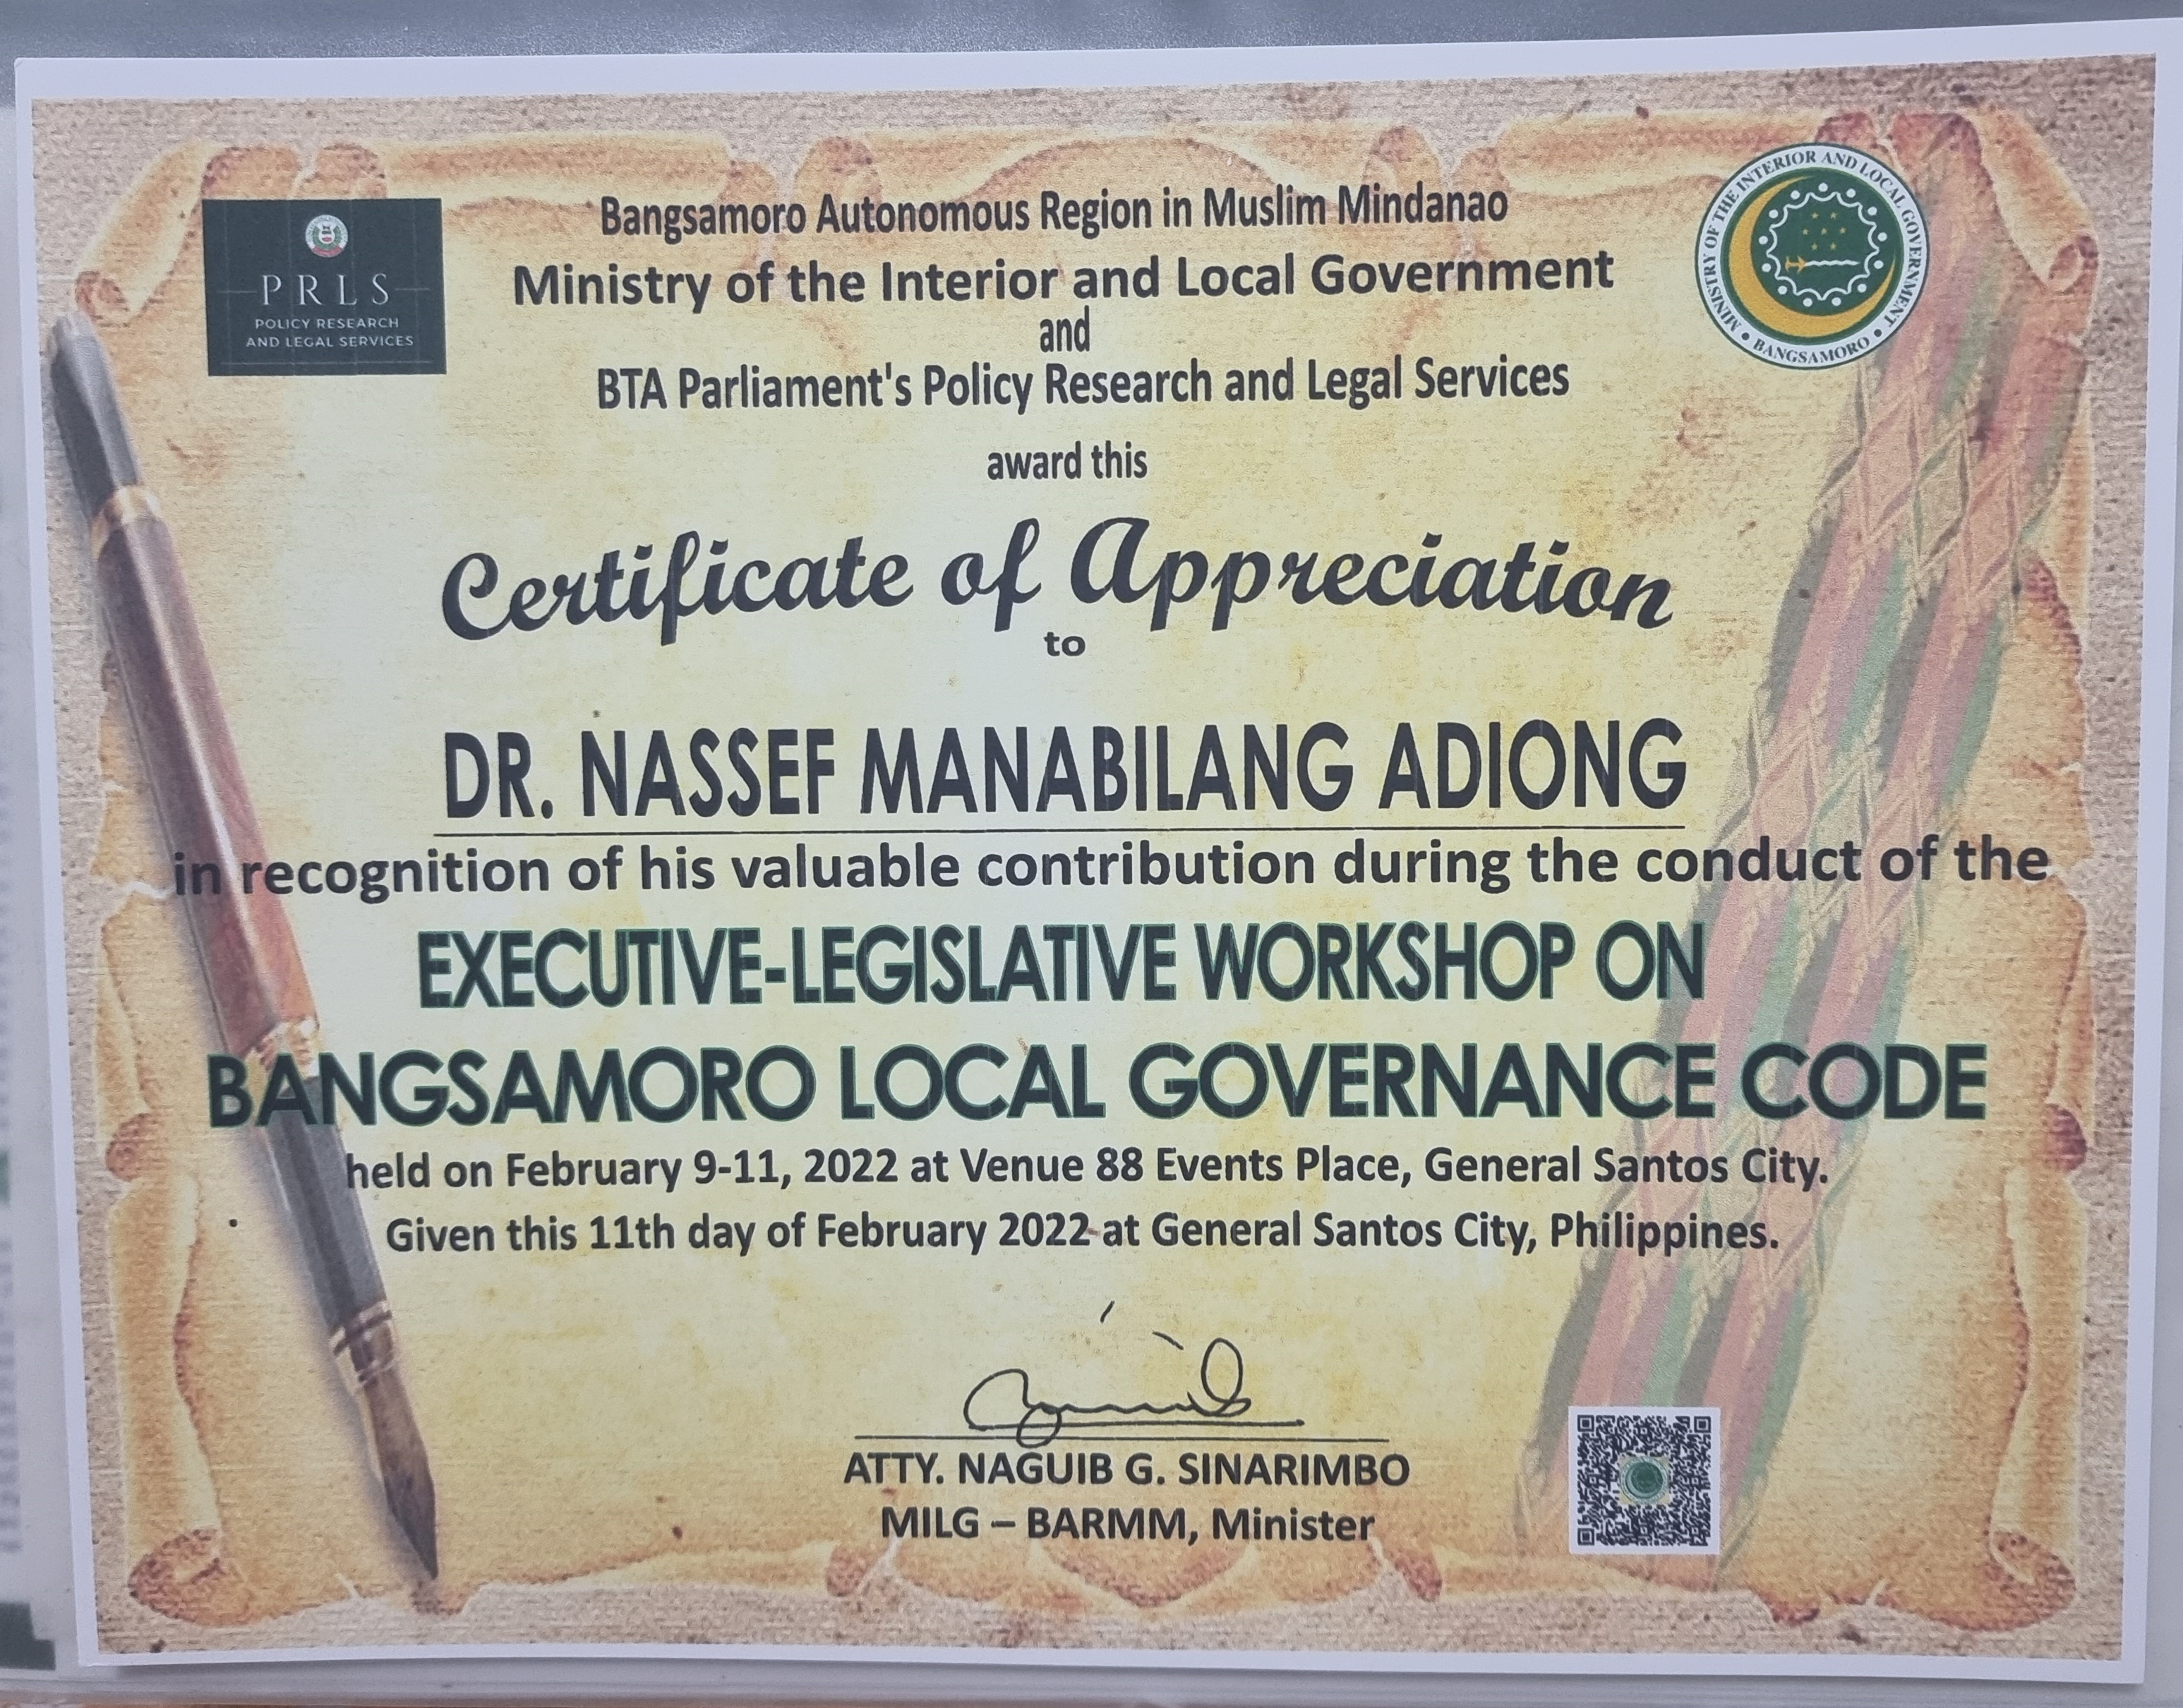 PRLS
POLICY RESEARCH
AND LEGAL SERVICES
MINISTRY OF THE INTERIOR AND LOCAL GOVERNMENT
• BANGSAMORO •
Bangsamoro Autonomous Region in Muslim Mindanao
Ministry of the Interior and Local Government
and
BTA Parliament's Policy Research and Legal Services
award this
Certificate of Appreciation
to
DR. NASSEF MANABILANG ADIONG
in recognition of his valuable contribution during the conduct of the
EXECUTIVE-LEGISLATIVE WORKSHOP ON
BANGSAMORO LOCAL GOVERNANCE CODE
held on February 9-11, 2022 at Venue 88 Events Place, General Santos City.
Given this 11th day of February 2022 at General Santos City, Philippines.
ATTY. NAGUIB G. SINARIMBO
MILG – BARMM, Minister